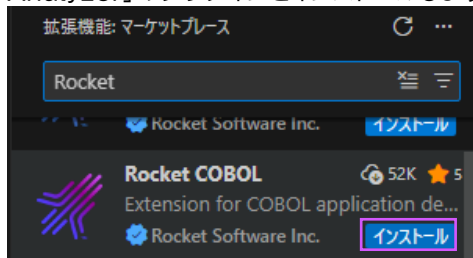 拡張機能: マーケットプレース
Rocket
Rocket Software Inc. インストール
Rocket COBOL 52K 5
Extension for COBOL application de...
Rocket Software Inc. インストール